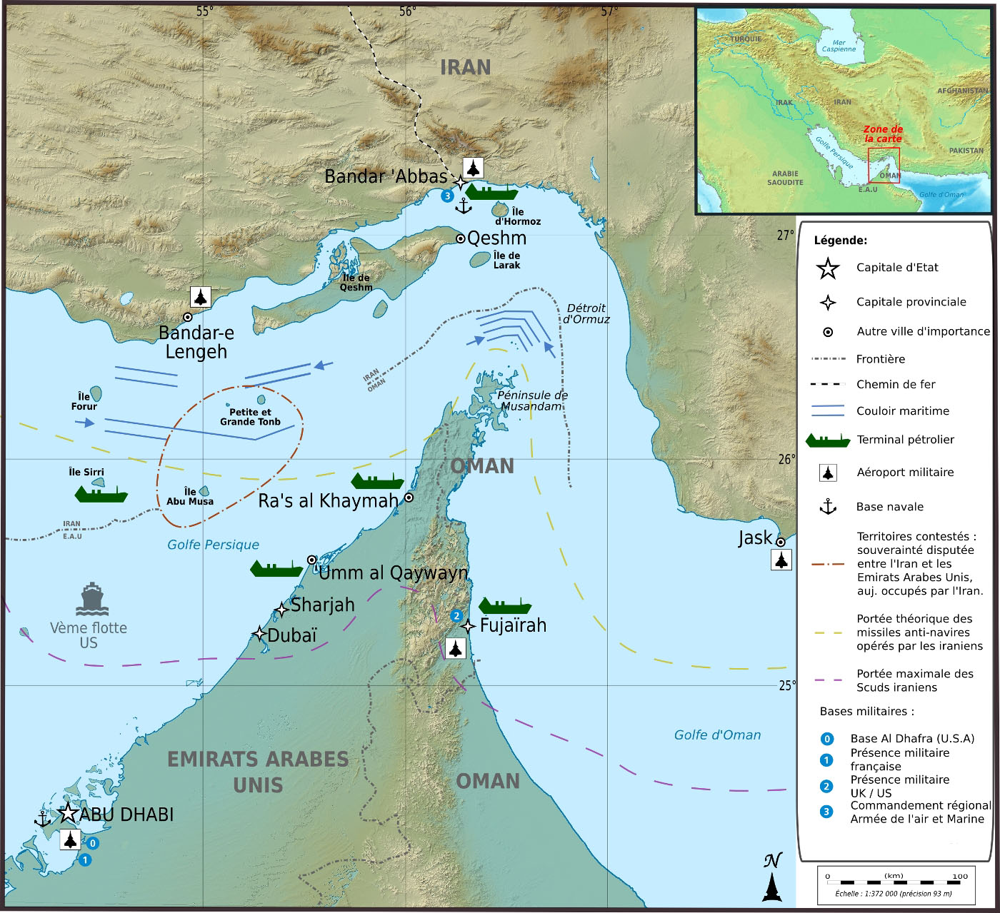 55°
56°
57°
IRAN
TURQUIE
Mer
Caspienne
AFGHANISTAN
IRAK
IRAN
Zone de
la carte
Golfe Persique
PAKISTAN
ARABIE
SAOUDITE
OMAN
E.A.U
Golfe d'Oman
Bandar 'Abbas
3
Île
d'Hormoz
Qeshm
27°
Île de
Larak
Île de
Qeshm
Détroit
d'Ormuz
Bandar-e
Lengeh
IRAN
OMAN
Île
Forur
Petite et
Grande Tonb
Péninsule de
Musandam
OMAN
26°
Île Sirri
Île
Abu Musa
Ra's al Khaymah
IRAN
E.A.U
Golfe Persique
Jask
Umm al Qaywayn
Sharjah
2
Fujaïrah
Vème flotte
US
Dubaï
25°
Golfe d'Oman
EMIRATS ARABES
UNIS
OMAN
ABU DHABI
0
1
N
Légende:
Capitale d'Etat
Capitale provinciale
Autre ville d'importance
Frontière
Chemin de fer
Couloir maritime
Terminal pétrolier
Aéroport militaire
Base navale
Territoires contestés :
souverainté disputée
entre l'Iran et les
Emirats Arabes Unis,
auj. occupés par l'Iran.
Portée théorique des
missiles anti-navires
opérés par les iraniens
Portée maximale des
Scuds iraniens
Bases militaires :
0 Base Al Dhafra (U.S.A)
1 Présence militaire
française
2 Présence militaire
UK / US
3 Commandement régional
Armée de l'air et Marine
0 (km) 100
Échelle : 1:372 000 (précision 93 m)